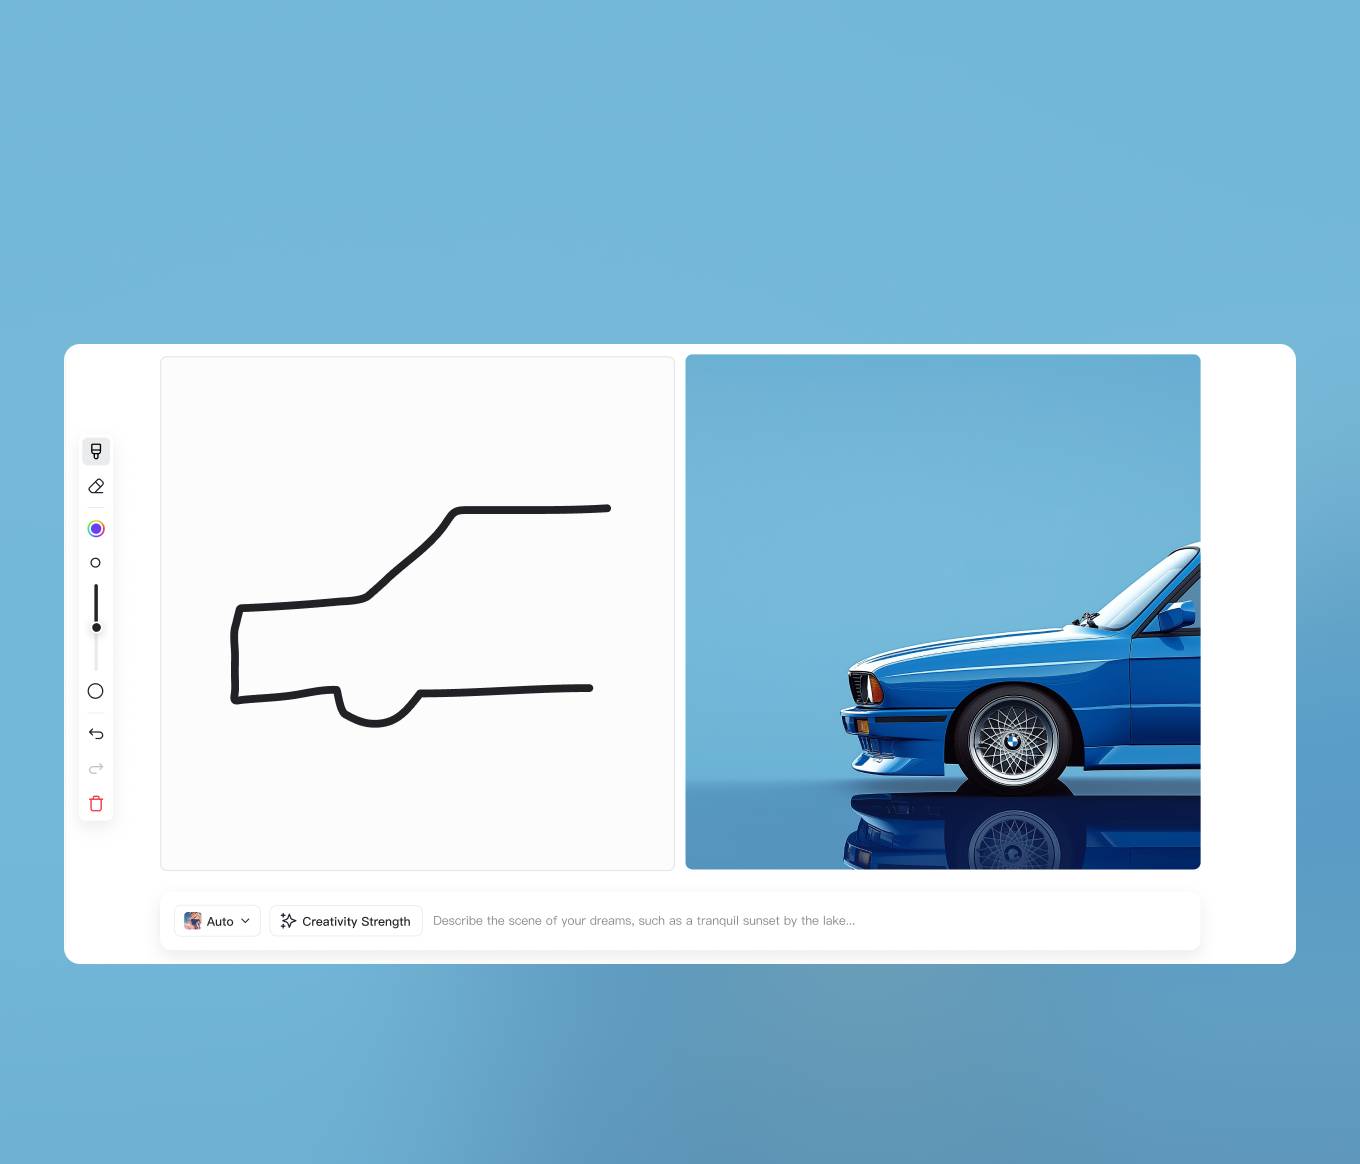 Auto
Creativity Strength
Describe the scene of your dreams, such as a tranquil sunset by the lake...